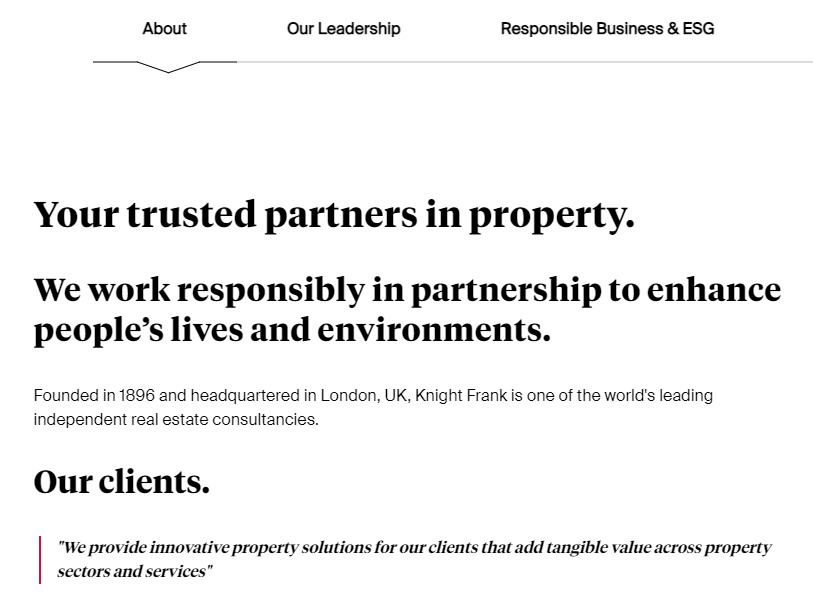 About
Our Leadership
Responsible Business & ESG
Your trusted partners in property.
We work responsibly in partnership to enhance
people’s lives and environments.
Founded in 1896 and headquartered in London, UK, Knight Frank is one of the world's leading
independent real estate consultancies.
Our clients.
"We provide innovative property solutions for our clients that add tangible value across property
sectors and services"